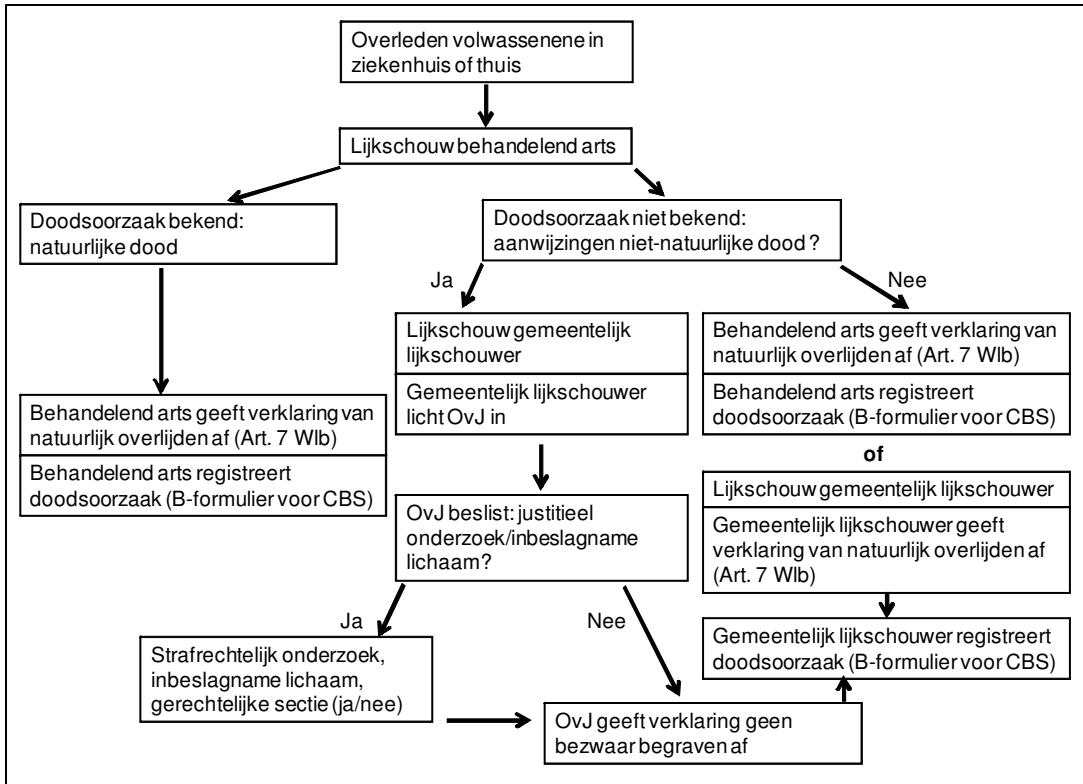 Overleden volwassenene in
ziekenhuis of thuis
Lijkschouw behandelend arts
Doodsoorzaak bekend:
natuurlijke dood
Doodsoorzaak niet bekend:
aanwijzingen niet-natuurlijke dood ?
Ja
Nee
Lijkschouw gemeentelijk
lijkschouwer
Gemeentelijk lijkschouwer
licht OvJ in
Behandelend arts geeft verklaring van
natuurlijk overlijden af (Art. 7 Wlb)
Behandelend arts registreert
doodsoorzaak (B-formulier voor CBS)
Behandelend arts geeft verklaring van
natuurlijk overlijden af (Art. 7 Wlb)
Behandelend arts registreert
doodsoorzaak (B-formulier voor CBS)
of
Lijkschouw gemeentelijk lijkschouwer
Gemeentelijk lijkschouwer geeft
verklaring van natuurlijk overlijden af
(Art. 7 Wlb)
OvJ beslist: justitieel
onderzoek/inbeslagname
lichaam?
Ja
Nee
Gemeentelijk lijkschouwer registreert
doodsoorzaak (B-formulier voor CBS)
Strafrechtelijk onderzoek,
inbeslagname lichaam,
gerechtelijke sectie (ja/nee)
OvJ geeft verklaring geen
bezwaar begraven af